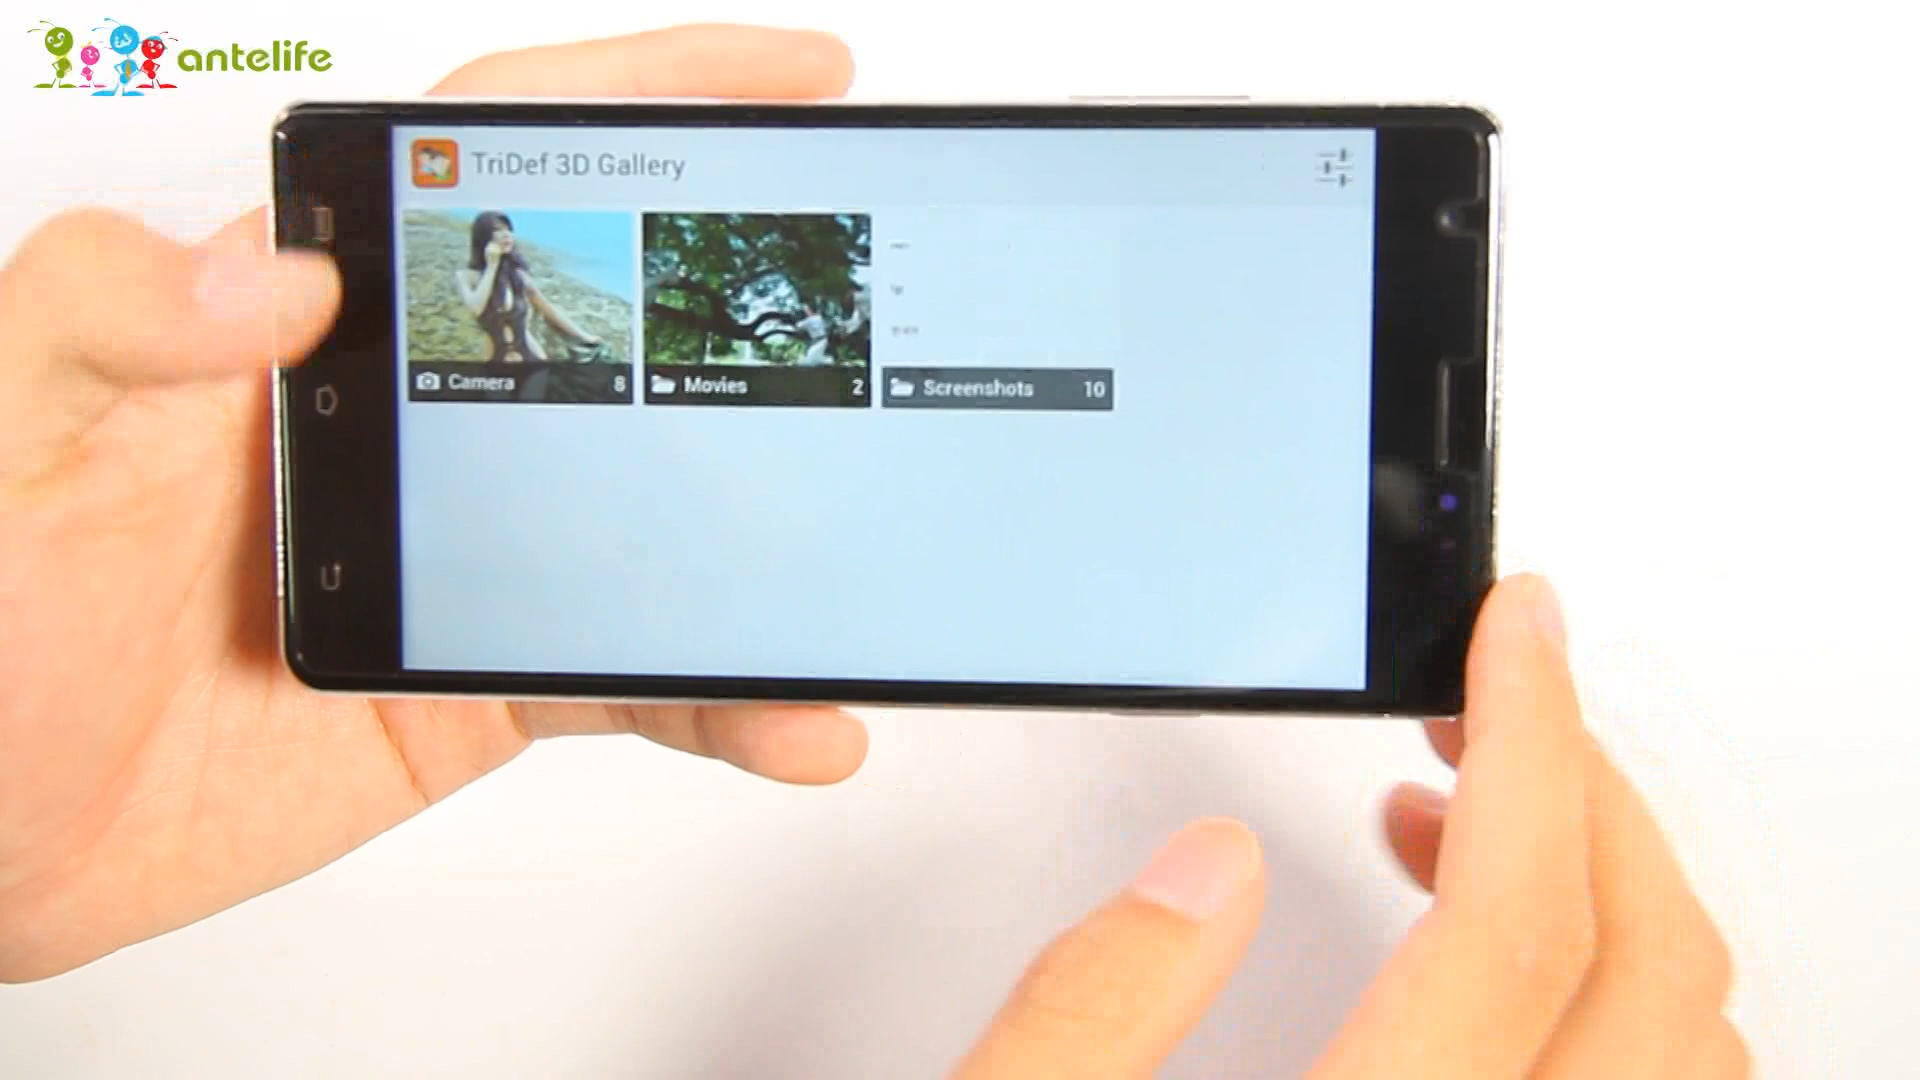 antelife
TriDef 3D Gallery
Camera 8
Movies 2
Screenshots 10